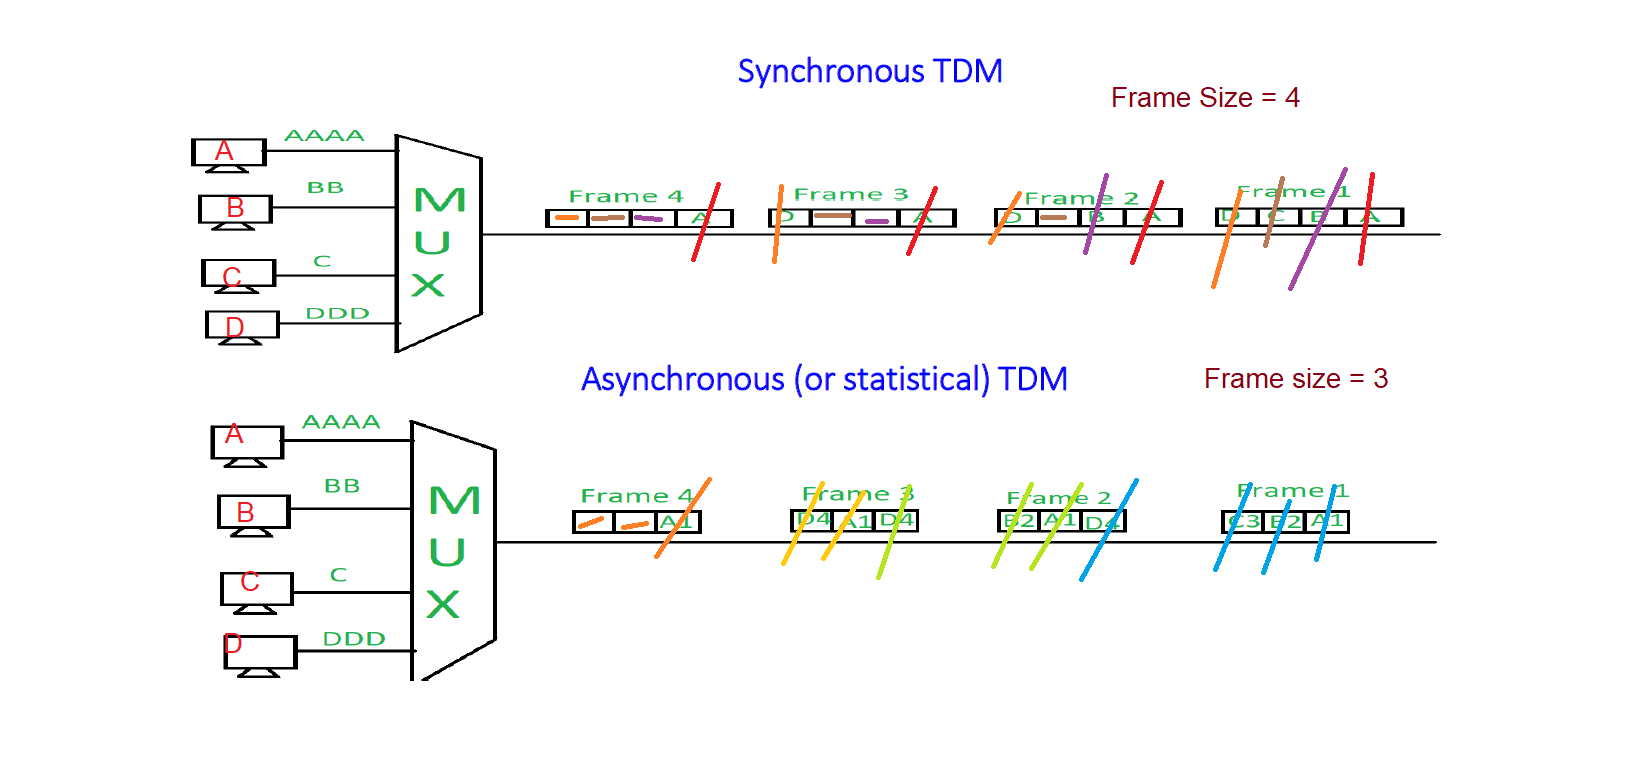 Synchronous TDM
Frame Size = 4
A
AAAA
B
BB
C
C
D
DDD
M
U
X
Frame 4
A
Frame 3
D A
Frame 2
D B A
Frame 1
D C B A
Asynchronous (or statistical) TDM
Frame size = 3
A
AAAA
B
BB
C
C
D
DDD
M
U
X
Frame 4
A1
Frame 3
D4 A1 D4
Frame 2
B2 A1 D4
Frame 1
C3 B2 A1